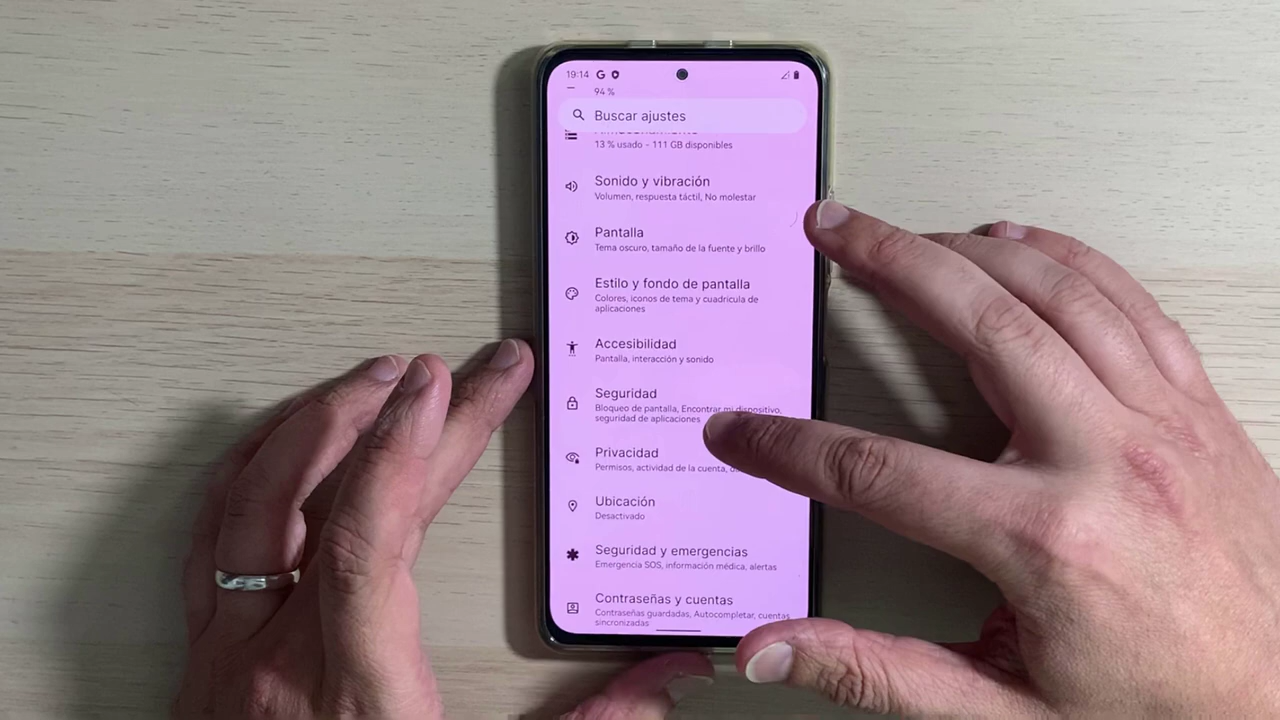 19:14 G
94 %
Buscar ajustes
13 % usado - 111 GB disponibles
Sonido y vibración
Volumen, respuesta táctil, No molestar
Pantalla
Tema oscuro, tamaño de la fuente y brillo
Estilo y fondo de pantalla
Colores, iconos de tema y cuadrícula de
aplicaciones
Accesibilidad
Pantalla, interacción y sonido
Seguridad
Bloqueo de pantalla, Encontrar mi dispositivo,
seguridad de aplicaciones
Privacidad
Permisos, actividad de la cuenta,
Ubicación
Desactivado
Seguridad y emergencias
Emergencia SOS, información médica, alertas
Contraseñas y cuentas
Contraseñas guardadas, Autocompletar, cuentas
sincronizadas